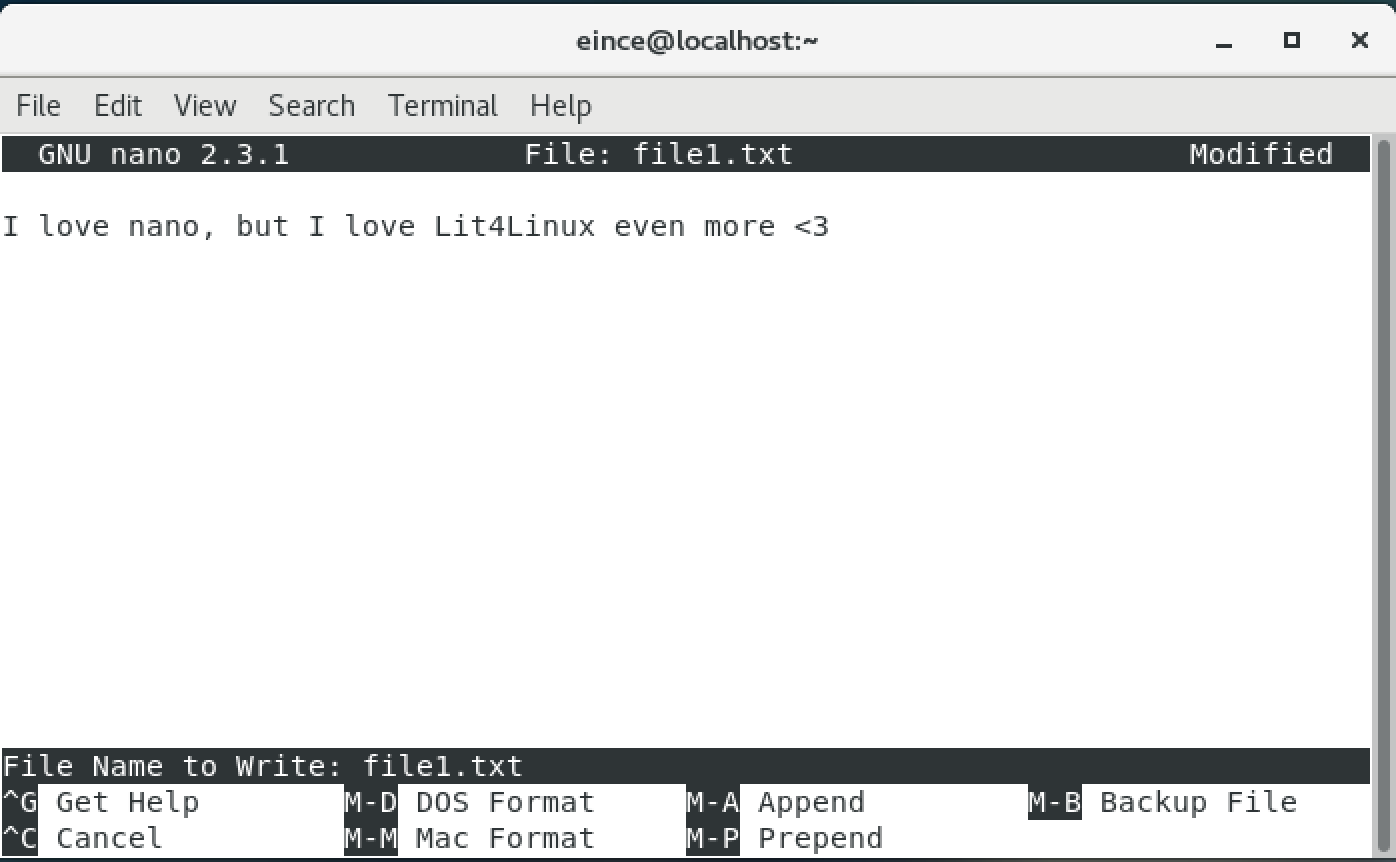 eince@localhost:~
File Edit View Search Terminal Help
GNU nano 2.3.1 File: file1.txt Modified
I love nano, but I love Lit4Linux even more <3
File Name to Write: file1.txt
^G Get Help M-D DOS Format M-A Append M-B Backup File
^C Cancel M-M Mac Format M-P Prepend